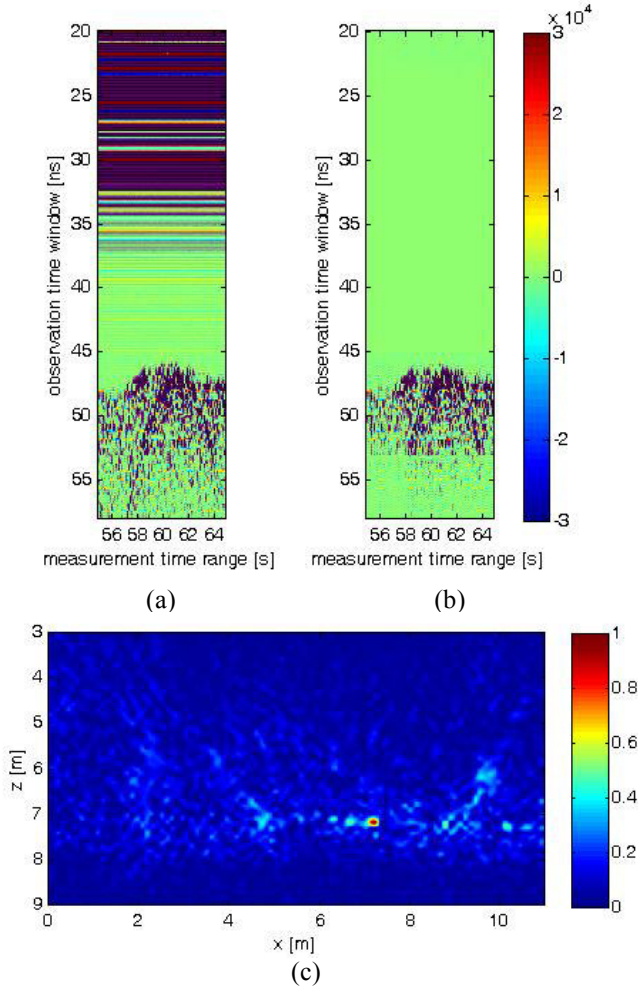 x 10⁴
20
25
30
35
40
45
50
55
observation time window [ns]
56 58 60 62 64
measurement time range [s]
(a)
20
25
30
35
40
45
50
55
observation time window [ns]
56 58 60 62 64
measurement time range [s]
(b)
3
2
1
0
-1
-2
-3
3
4
5
6
7
8
9
z [m]
0 2 4 6 8 10
x [m]
1
0.8
0.6
0.4
0.2
0
(c)